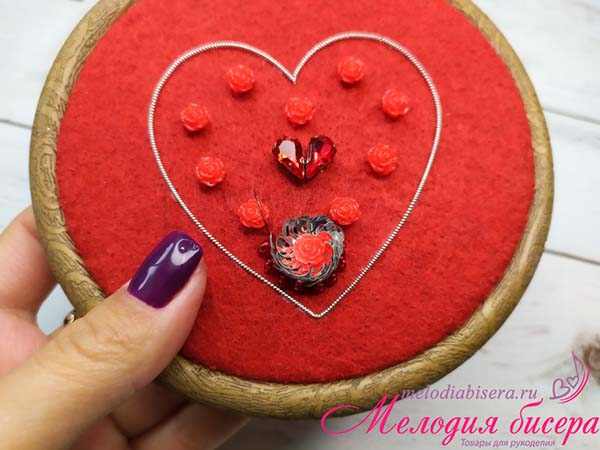 melodiabisera.ru
Мелодия бисера
Товары для рукоделия